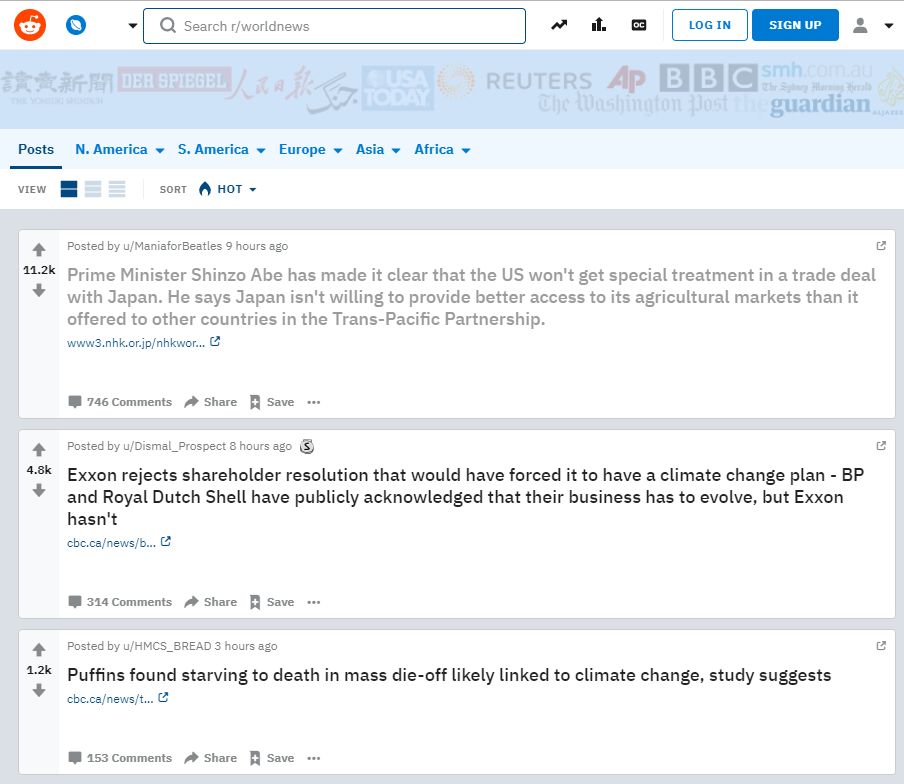 Search r/worldnews
OC
LOG IN
SIGN UP
讀賣新聞
THE YOMIURI SHIMBUN
DER SPIEGEL
人民日报
USA
TODAY
REUTERS
AP
BBC
The Washington Post
smh.com.au
The Sydney Morning Herald
the guardian
ALJAZEE
Posts
N. America
S. America
Europe
Asia
Africa
VIEW
SORT
HOT
Posted by u/ManiaforBeatles 9 hours ago
11.2k
Prime Minister Shinzo Abe has made it clear that the US won't get special treatment in a trade deal
with Japan. He says Japan isn't willing to provide better access to its agricultural markets than it
offered to other countries in the Trans-Pacific Partnership.
www3.nhk.or.jp/nhkwor...
746 Comments
Share
Save
Posted by u/Dismal_Prospect 8 hours ago
S
4.8k
Exxon rejects shareholder resolution that would have forced it to have a climate change plan - BP
and Royal Dutch Shell have publicly acknowledged that their business has to evolve, but Exxon
hasn't
cbc.ca/news/b...
314 Comments
Share
Save
Posted by u/HMCS_BREAD 3 hours ago
1.2k
Puffins found starving to death in mass die-off likely linked to climate change, study suggests
cbc.ca/news/t...
153 Comments
Share
Save